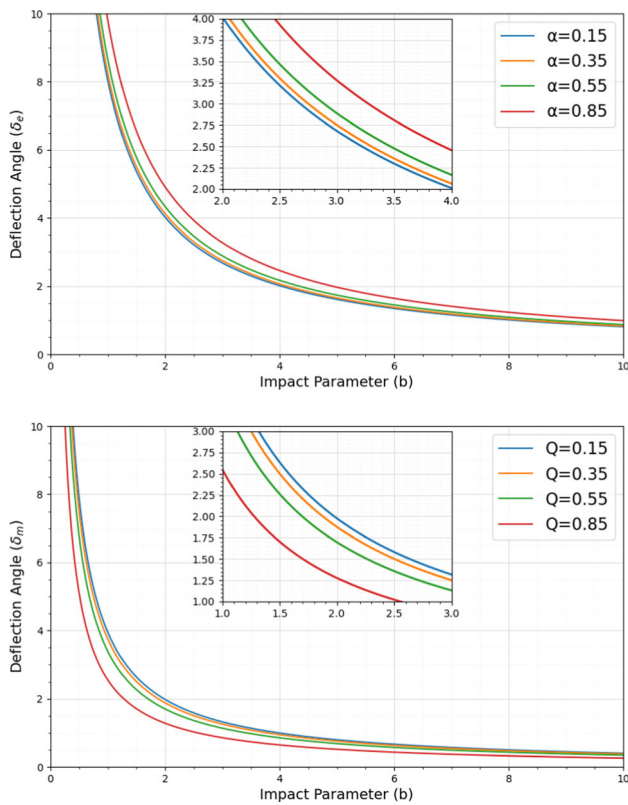 10
8
6
4
2
0
Deflection Angle (δe)
4.00
3.75
3.50
3.25
3.00
2.75
2.50
2.25
2.00
2.0 2.5 3.0 3.5 4.0
α=0.15
α=0.35
α=0.55
α=0.85
0 2 4 6 8 10
Impact Parameter (b)
10
8
6
4
2
0
Deflection Angle (δm)
3.00
2.75
2.50
2.25
2.00
1.75
1.50
1.25
1.00
1.0 1.5 2.0 2.5 3.0
Q=0.15
Q=0.35
Q=0.55
Q=0.85
0 2 4 6 8 10
Impact Parameter (b)